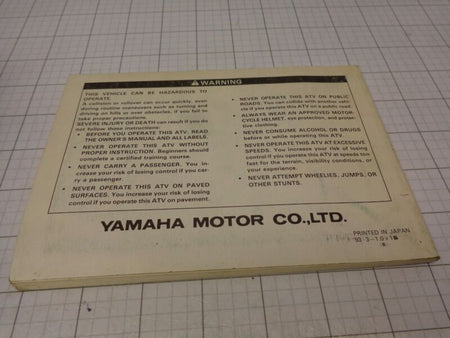 WARNING
THIS VEHICLE CAN BE HAZARDOUS TO
OPERATE.
A collision or rollover can occur quickly, even
during routine maneuvers such as turning and
driving on hills or over obstacles, if you fail to
take proper precautions.
SEVERE INJURY OR DEATH can result if you do
not follow these instructions:
• BEFORE YOU OPERATE THIS ATV, READ
THE OWNER'S MANUAL AND ALL LABELS.
• NEVER OPERATE THIS ATV WITHOUT
PROPER INSTRUCTION. Beginners should
complete a certified training course.
• NEVER CARRY A PASSENGER. You in-
crease your risk of losing control if you car-
ry a passenger.
• NEVER OPERATE THIS ATV ON PAVED
SURFACES. You increase your risk of losing
control if you operate this ATV on pavement.
• NEVER OPERATE THIS ATV ON PUBLIC
ROADS. You can collide with another vehic-
le if you operate this ATV on a public road.
• ALWAYS WEAR AN APPROVED MOTOR-
CYCLE HELMET, eye protection, and protec-
tive clothing.
• NEVER CONSUME ALCOHOL OR DRUGS
before or while operating this ATV.
• NEVER OPERATE THIS ATV AT EXCESSIVE
SPEEDS. You increase your risk of losing
control if you operate this ATV at speeds too
fast for the terrain, visibility conditions, or
your experience.
• NEVER ATTEMPT WHEELIES, JUMPS, OR
OTHER STUNTS.
YAMAHA MOTOR CO.,LTD.
PRINTED IN JAPAN